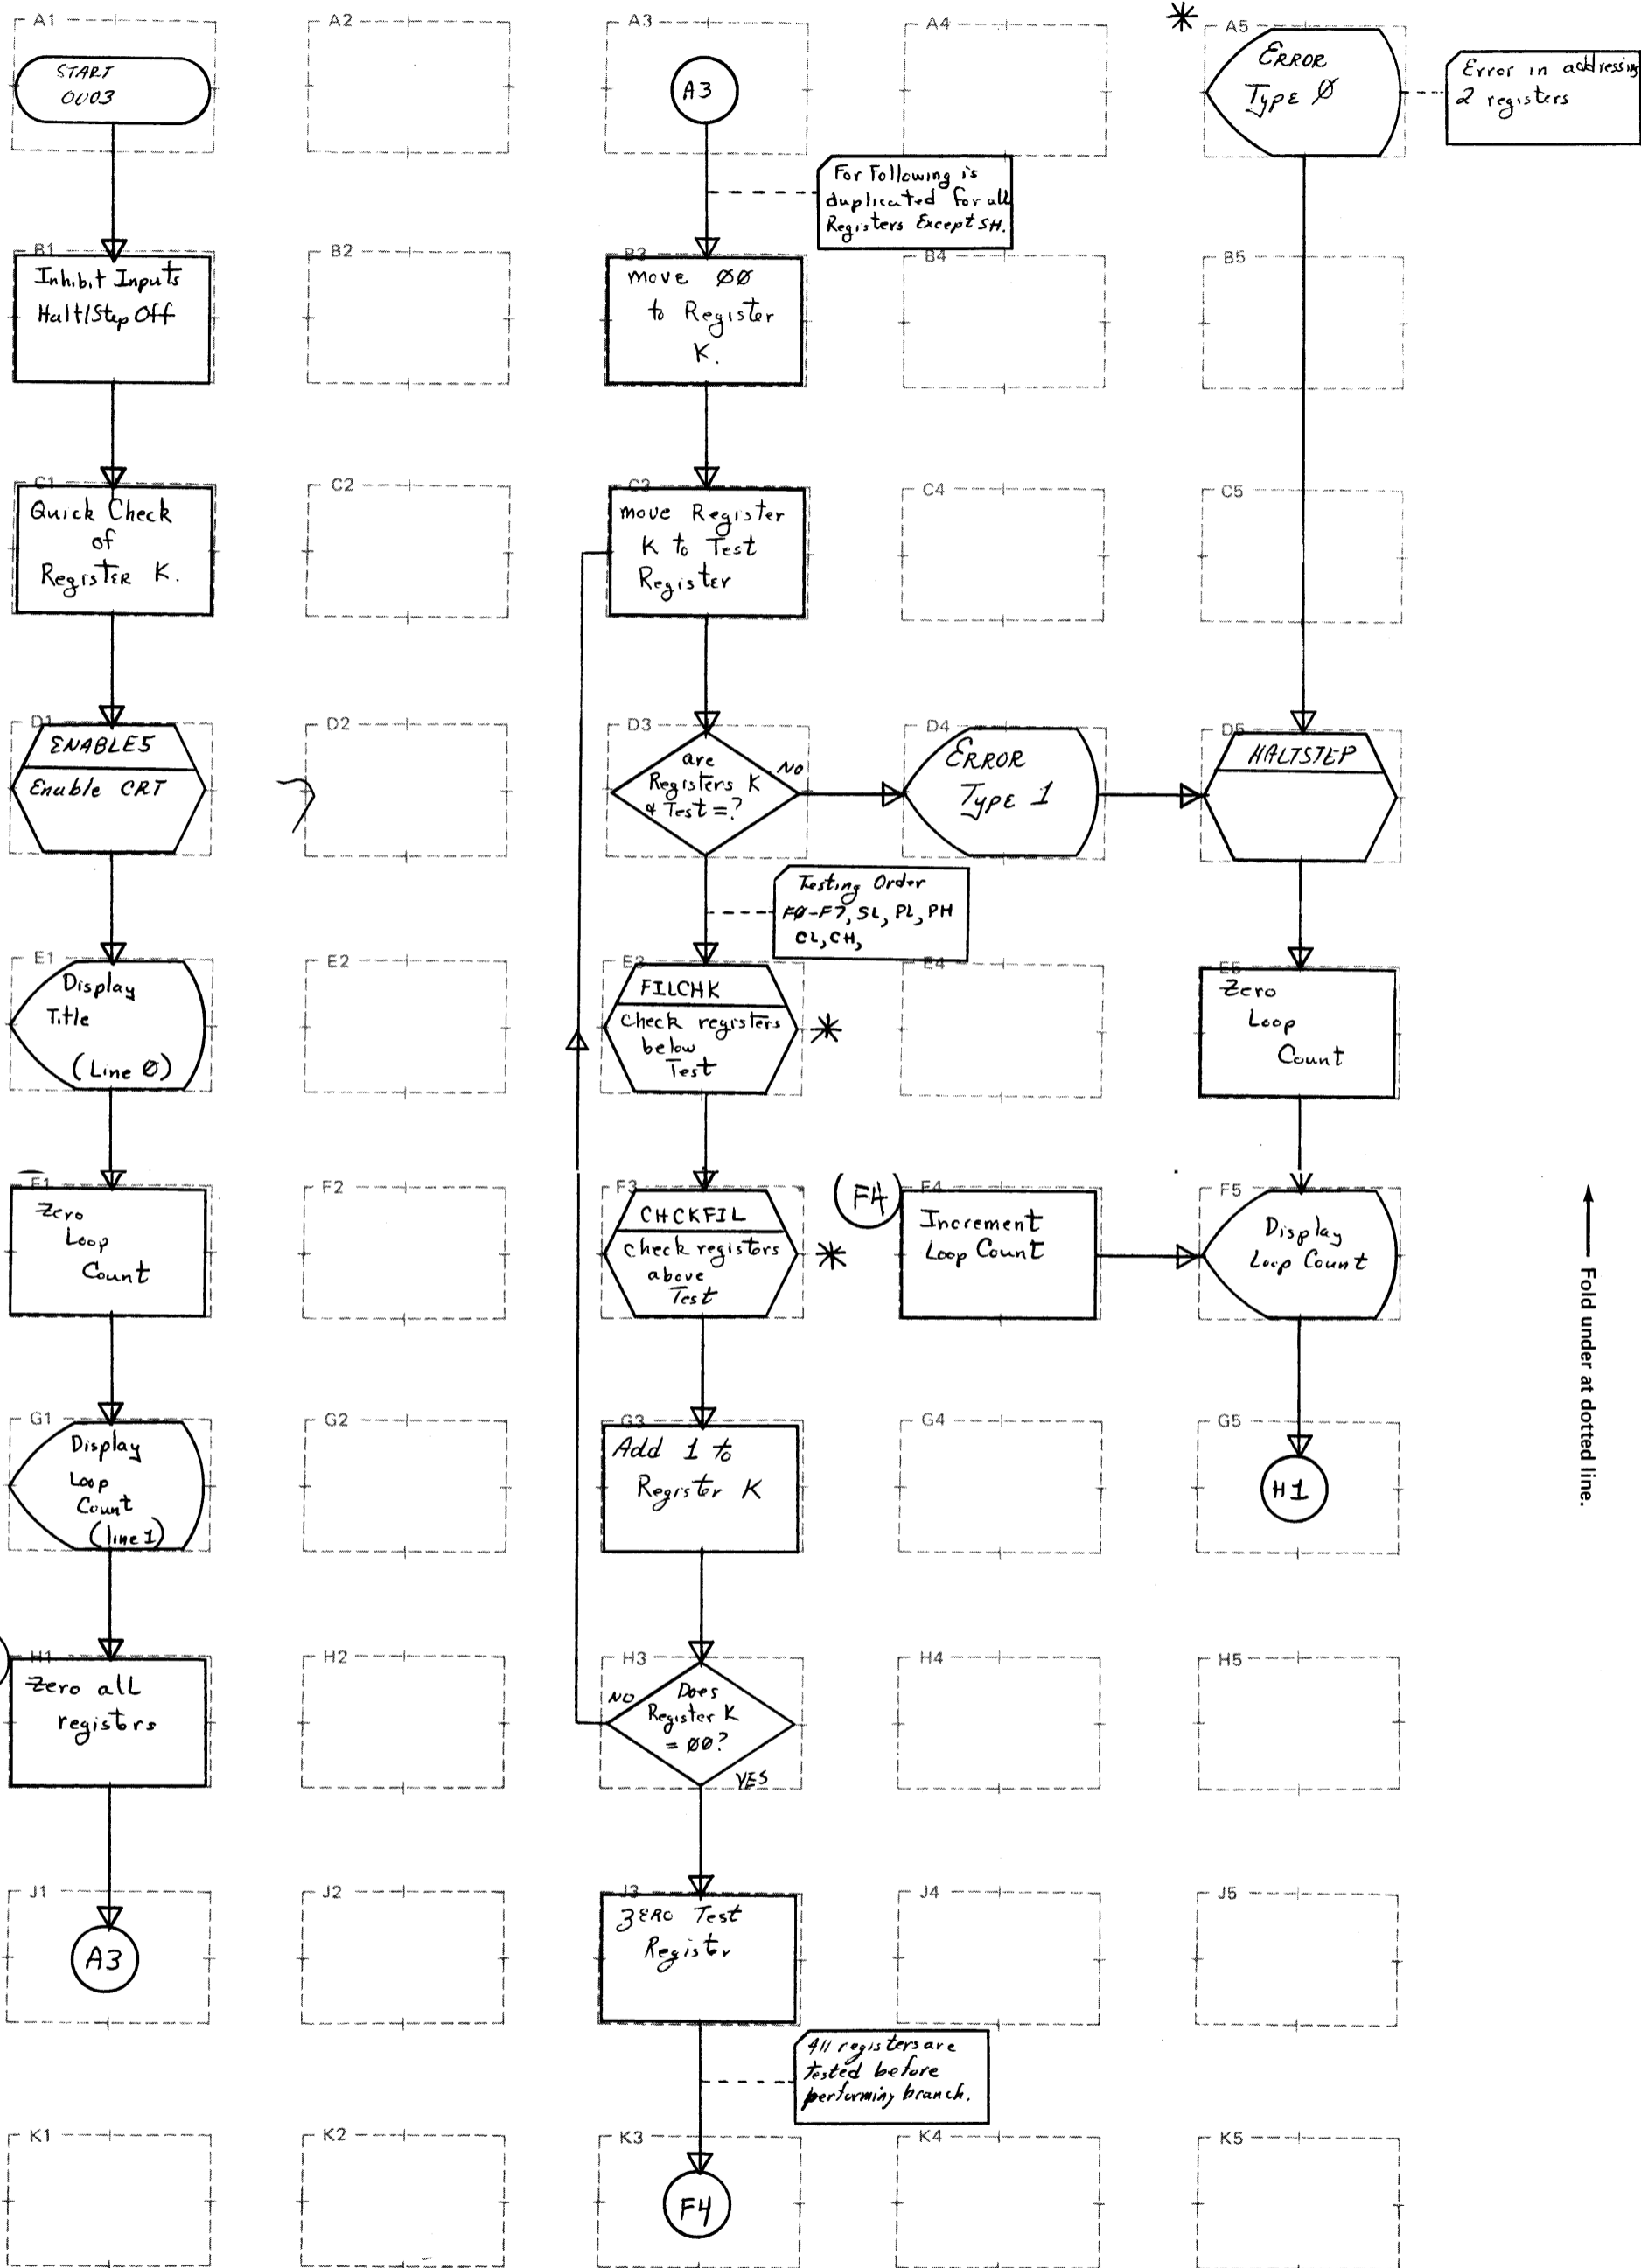 A1
START
0003
B1
Inhibit Inputs
Halt/Step Off
C1
Quick Check
of
Register K.
D1
ENABLES
Enable CRT
E1
Display
Title
(Line 0)
F1
Zero
Loop
Count
G1
Display
Loop
Count
(line 1)
H1
Zero all
registers
J1
A3
K1
A2
B2
C2
D2
E2
F2
G2
H2
J2
K2
A3
A3
For Following is
duplicated for all
Registers Except SH.
B3
move ØØ
to Register
K.
C3
move Register
K to Test
Register
D3
are
Registers K
& Test =?
NO
Testing Order
FØ-F7, SL, PL, PH
CL, CH,
E3
FILCHK
check registers
below
Test
*
F3
CHCKFIL
check registers
above
Test
*
G3
Add 1 to
Register K
H3
NO
Does
Register K
= ØØ?
YES
J3
ZERO Test
Register
All registers are
tested before
performing branch.
K3
F4
A4
B4
C4
D4
ERROR
Type 1
E4
F4
F4
Increment
Loop Count
G4
H4
J4
K4
*
A5
ERROR
Type Ø
Error in addressing
2 registers
B5
C5
D5
HALTSTEP
E5
Zero
Loop
Count
F5
Display
Loop Count
G5
H1
H5
J5
K5
Fold under at dotted line.